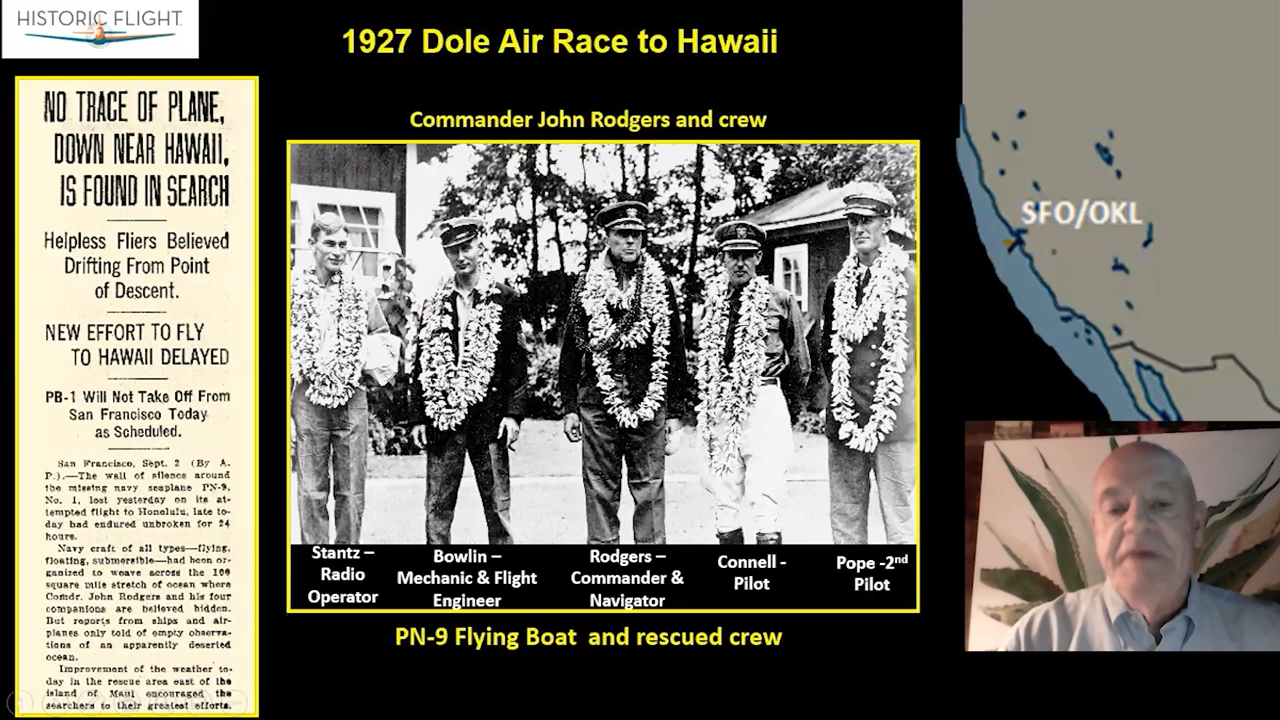 HISTORIC FLIGHT
1927 Dole Air Race to Hawaii
NO TRACE OF PLANE,
DOWN NEAR HAWAII,
IS FOUND IN SEARCH
Helpless Fliers Believed
Drifting From Point
of Descent.
NEW EFFORT TO FLY
TO HAWAII DELAYED
PB-1 Will Not Take Off From
San Francisco Today
as Scheduled.
San Francisco, Sept. 2 (By A.
P.).—The wall of silence around
the missing navy seaplane PN-9,
No. 1, lost yesterday on its at-
tempted flight to Honolulu, late to-
day had endured unbroken for 24
hours.
Navy craft of all types—flying,
floating, submersible—had been or-
ganized to weave across the 100
square mile stretch of ocean where
Comdr. John Rodgers and his four
companions are believed hidden.
But reports from ships and air-
planes only told of empty observa-
tions of an apparently deserted
ocean.
Improvement of the weather to-
day in the rescue area east of the
island of Maui encouraged the
searchers to their greatest efforts.
Commander John Rodgers and crew
Stantz –
Radio
Operator
Bowlin –
Mechanic & Flight
Engineer
Rodgers –
Commander &
Navigator
Connell -
Pilot
Pope -2nd
Pilot
PN-9 Flying Boat and rescued crew
SFO/OKL